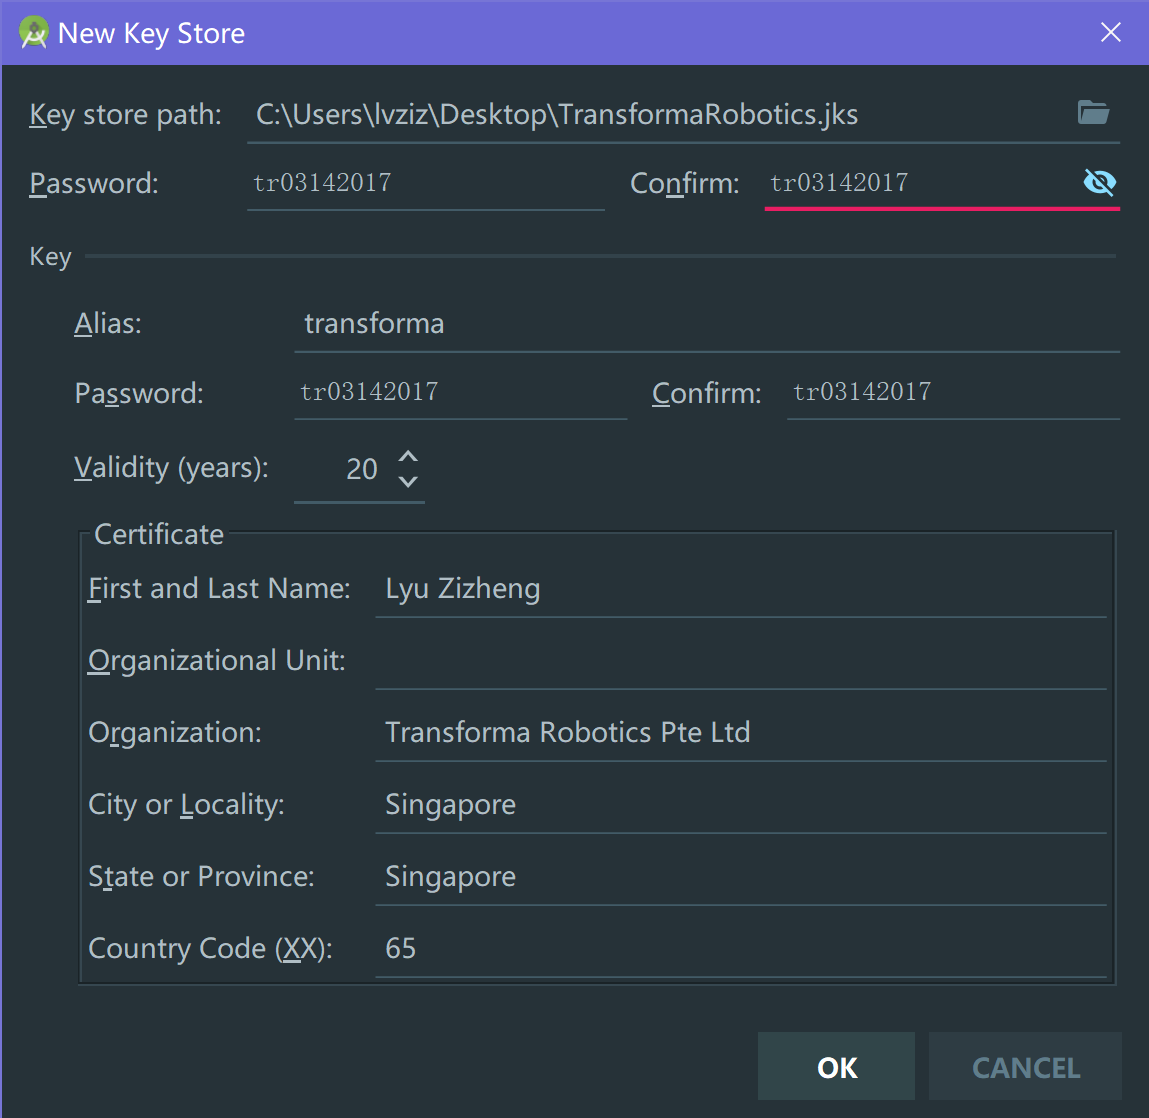 New Key Store
Key store path: C:\Users\lvziz\Desktop\TransformaRobotics.jks
Password: tr03142017 Confirm: tr03142017
Key
Alias: transforma
Password: tr03142017 Confirm: tr03142017
Validity (years): 20
Certificate
First and Last Name: Lyu Zizheng
Organizational Unit:
Organization: Transforma Robotics Pte Ltd
City or Locality: Singapore
State or Province: Singapore
Country Code (XX): 65
OK CANCEL